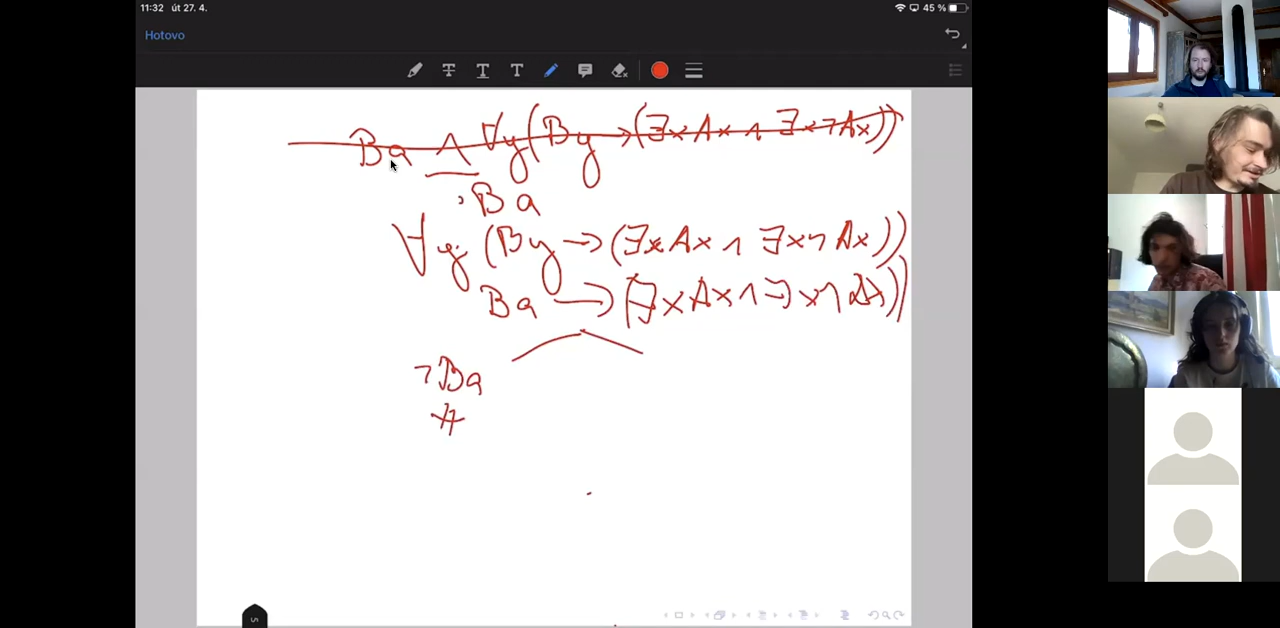 11:32 út 27. 4.
45 %
Hotovo
T T T
Ba ∧ ∀y(By → (∃x Ax ∧ ∃x¬Ax))
Ba
∀y (By → (∃x Ax ∧ ∃x¬Ax))
Ba → (∃x Ax ∧ ∃x¬Ax))
¬Ba
#
5